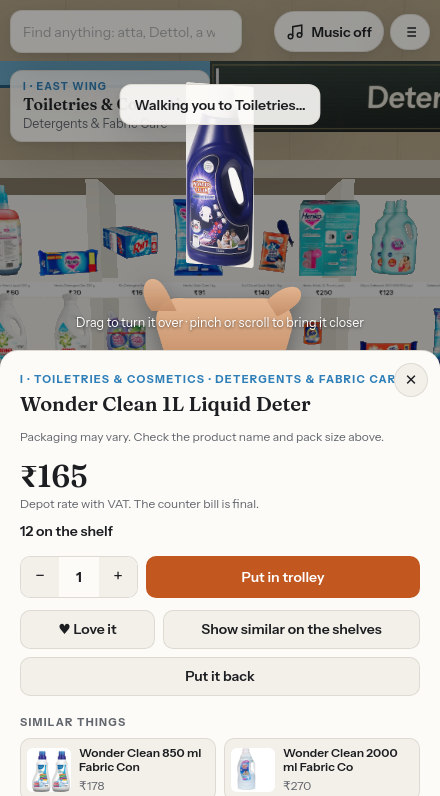 Find anything: atta, Dettol, a w
Music off
I · EAST WING
Toiletries & C
Detergents & Fabric Care
Deter
Walking you to Toiletries…
₹60
₹70
₹16
₹91
₹140
₹250
₹123
Drag to turn it over · pinch or scroll to bring it closer
I · TOILETRIES & COSMETICS · DETERGENTS & FABRIC CAR
Wonder Clean 1L Liquid Deter
Packaging may vary. Check the product name and pack size above.
₹165
Depot rate with VAT. The counter bill is final.
12 on the shelf
− 1 +
Put in trolley
♥ Love it
Show similar on the shelves
Put it back
SIMILAR THINGS
Wonder Clean 850 ml
Fabric Con
₹178
Wonder Clean 2000
ml Fabric Co
₹270